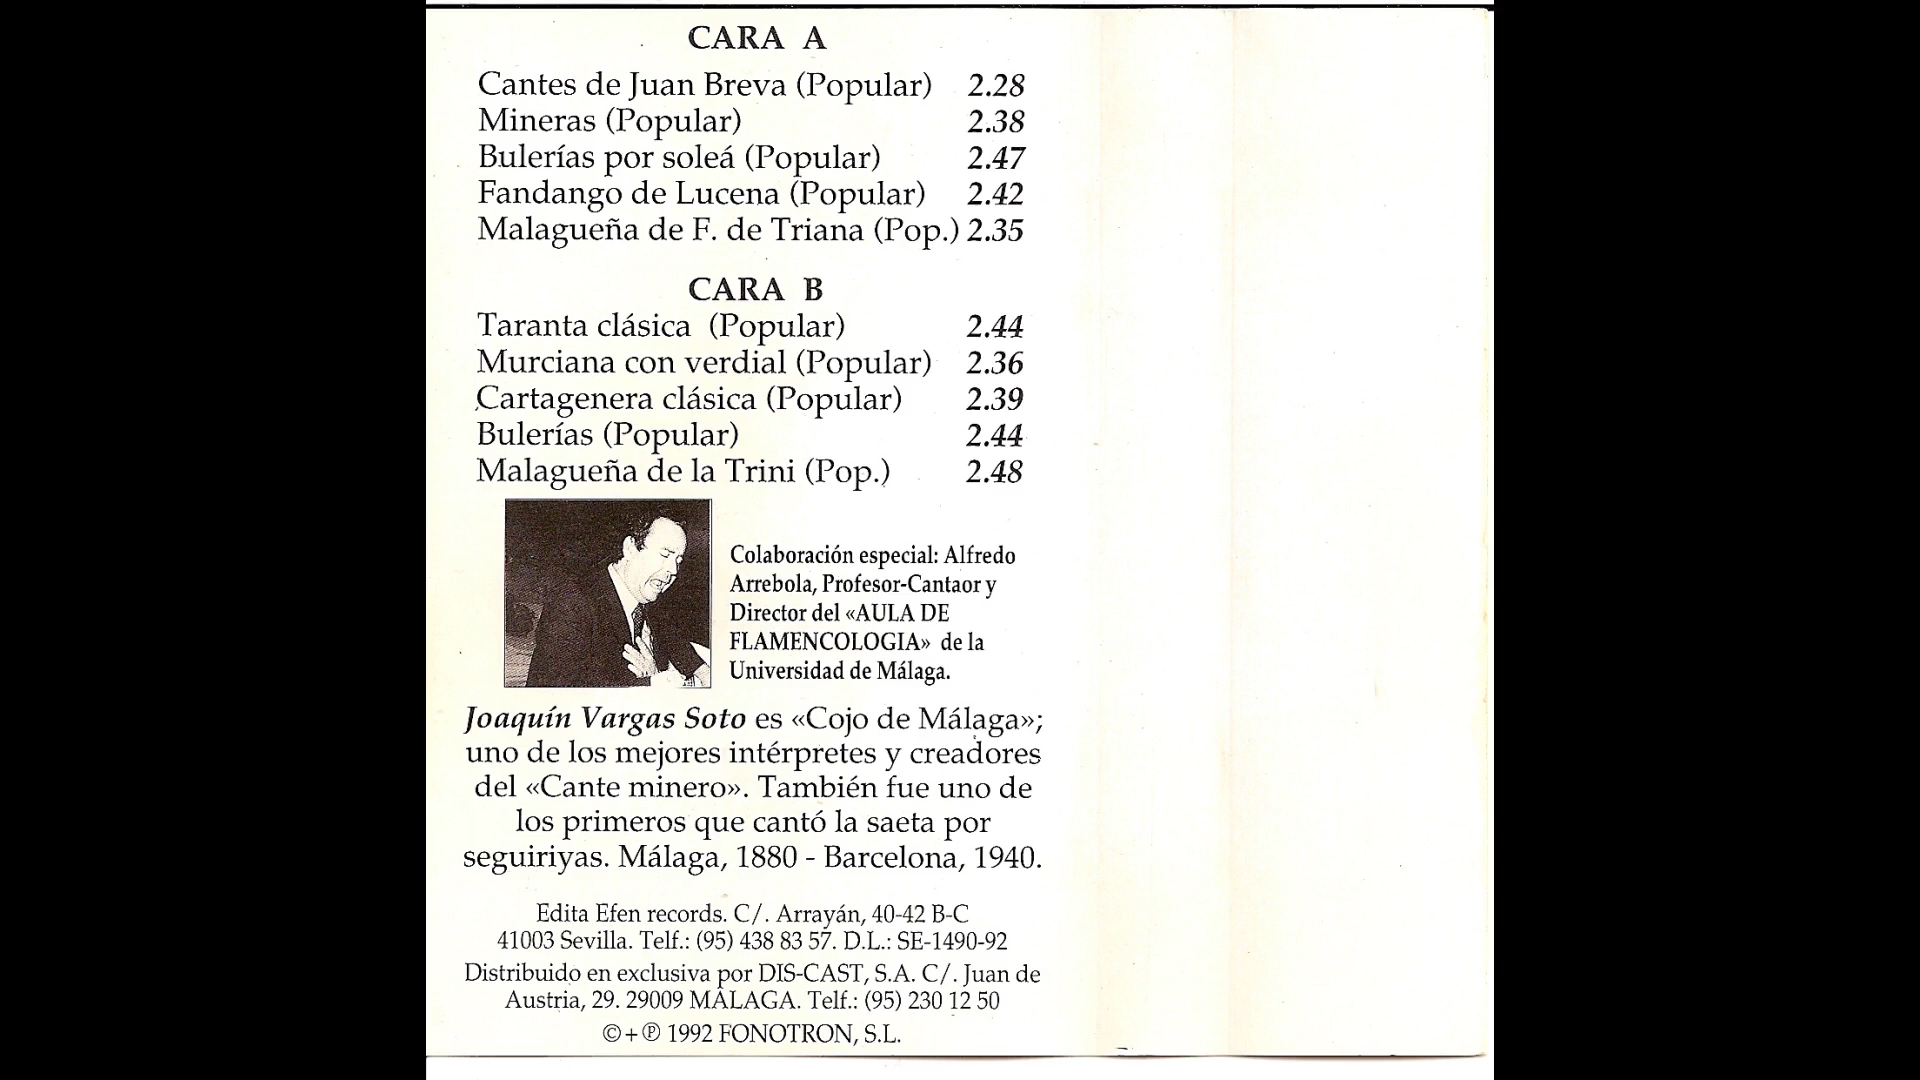 CARA A
Cantes de Juan Breva (Popular) 2.28
Mineras (Popular) 2.38
Bulerías por soleá (Popular) 2.47
Fandango de Lucena (Popular) 2.42
Malagueña de F. de Triana (Pop.) 2.35
CARA B
Taranta clásica (Popular) 2.44
Murciana con verdial (Popular) 2.36
Cartagenera clásica (Popular) 2.39
Bulerías (Popular) 2.44
Malagueña de la Trini (Pop.) 2.48
Colaboración especial: Alfredo
Arrebola, Profesor-Cantaor y
Director del «AULA DE
FLAMENCOLOGIA» de la
Universidad de Málaga.
Joaquín Vargas Soto es «Cojo de Málaga»;
uno de los mejores intérpretes y creadores
del «Cante minero». También fue uno de
los primeros que cantó la saeta por
seguiriyas. Málaga, 1880 - Barcelona, 1940.
Edita Efen records. C/. Arrayán, 40-42 B-C
41003 Sevilla. Telf.: (95) 438 83 57. D.L.: SE-1490-92
Distribuido en exclusiva por DIS-CAST, S.A. C/. Juan de
Austria, 29. 29009 MALAGA. Telf.: (95) 230 12 50
©+℗ 1992 FONOTRON, S.L.